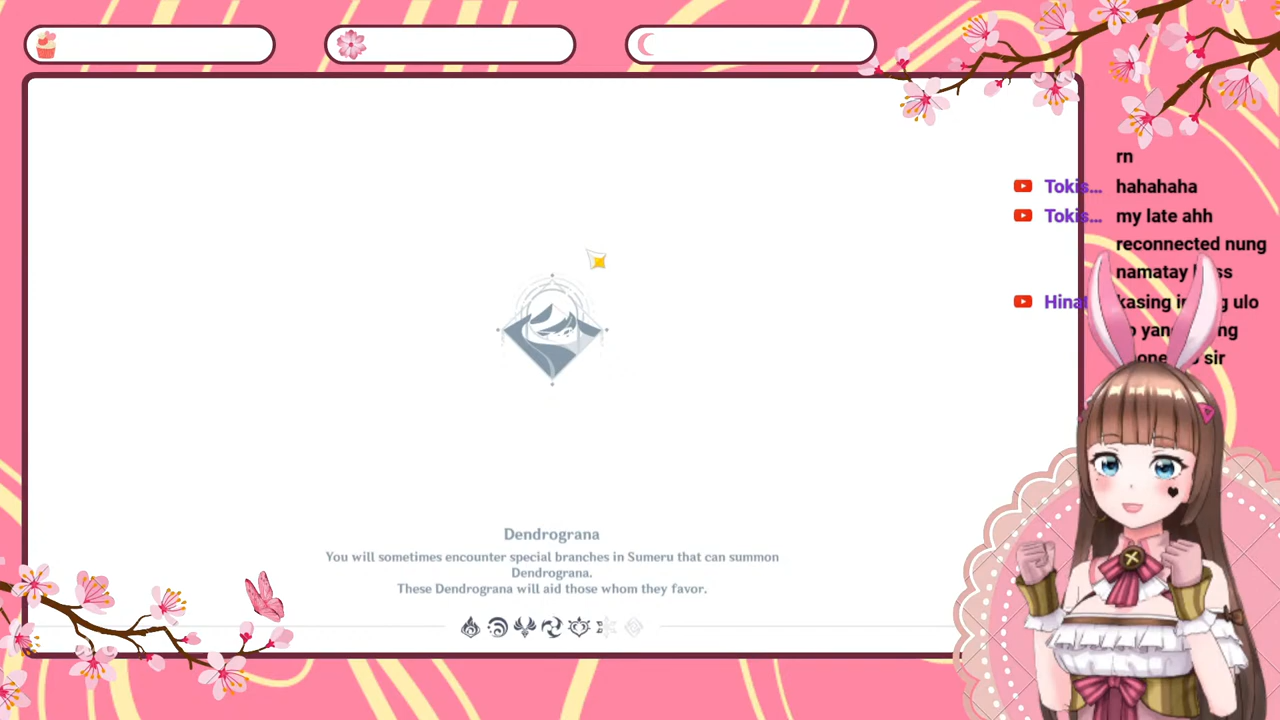 rn
Tokis... hahahaha
Tokis... my late ahh
reconnected nung
namatay
kasing ulo
sir
Dendrograna
You will sometimes encounter special branches in Sumeru that can summon
Dendrograna.
These Dendrograna will aid those whom they favor.